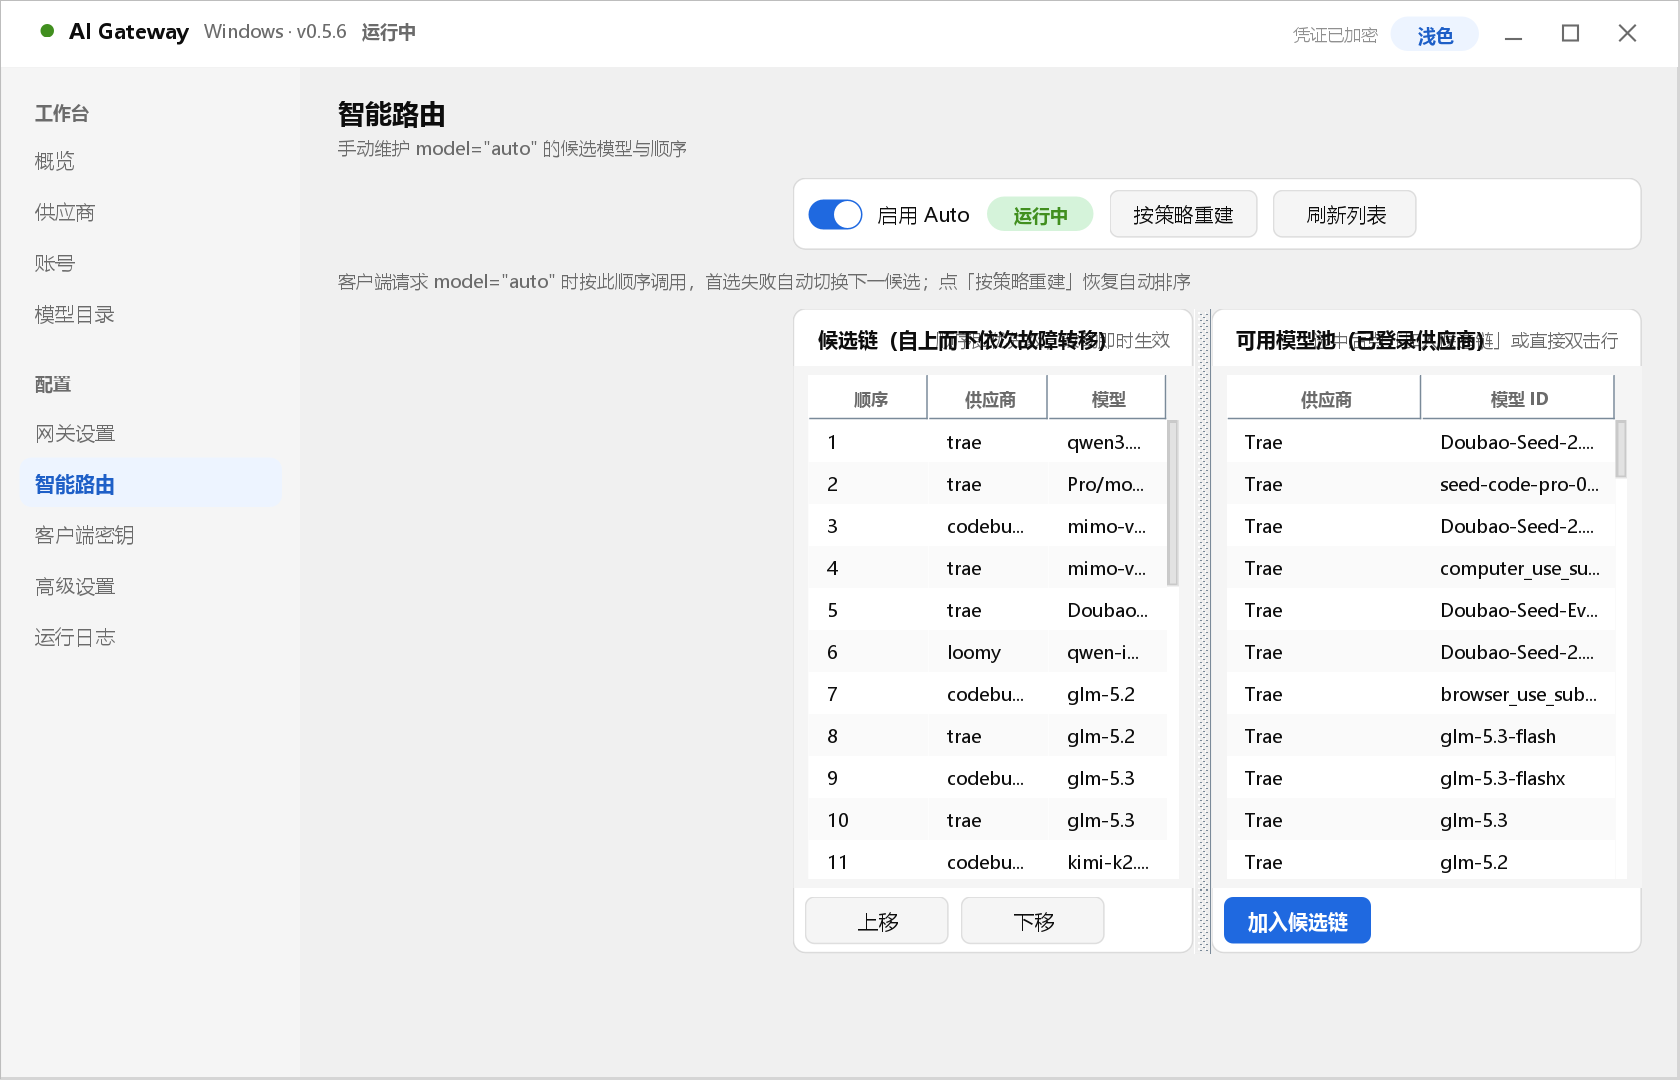 AI Gateway Windows · v0.5.6 运行中
凭证已加密 浅色
工作台
概览
供应商
账号
模型目录
配置
网关设置
智能路由
客户端密钥
高级设置
运行日志
智能路由
手动维护 model="auto" 的候选模型与顺序
启用 Auto 运行中 按策略重建 刷新列表
客户端请求 model="auto" 时按此顺序调用，首选失败自动切换下一候选；点「按策略重建」恢复自动排序
候选链（自上而下依次故障转移） 即时生效
顺序 供应商 模型
1 trae qwen3....
2 trae Pro/mo...
3 codebu... mimo-v...
4 trae mimo-v...
5 trae Doubao...
6 loomy qwen-i...
7 codebu... glm-5.2
8 trae glm-5.2
9 codebu... glm-5.3
10 trae glm-5.3
11 codebu... kimi-k2....
上移 下移
可用模型池（已登录供应商） 链」或直接双击行
供应商 模型 ID
Trae Doubao-Seed-2....
Trae seed-code-pro-0...
Trae Doubao-Seed-2....
Trae computer_use_su...
Trae Doubao-Seed-Ev...
Trae Doubao-Seed-2....
Trae browser_use_sub...
Trae glm-5.3-flash
Trae glm-5.3-flashx
Trae glm-5.3
Trae glm-5.2
加入候选链